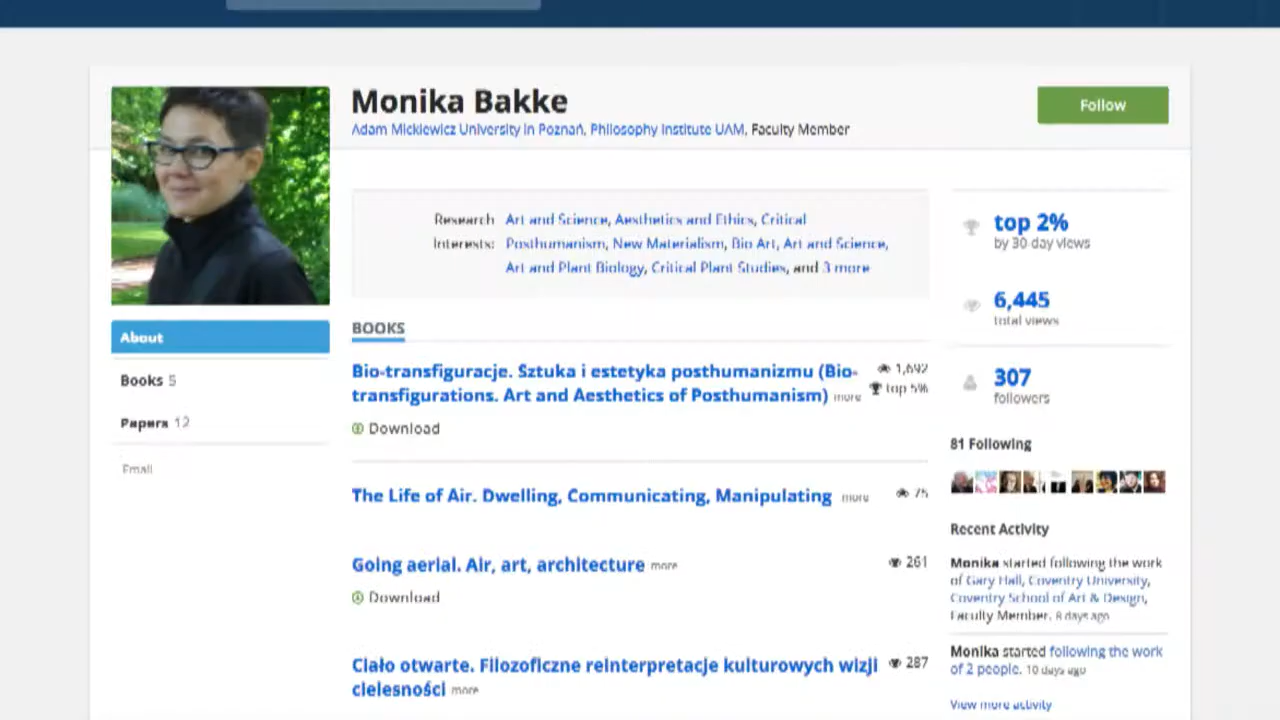 Monika Bakke
Adam Mickiewicz University in Poznań, Philosophy Institute UAM, Faculty Member
Follow
Research Interests: Art and Science, Aesthetics and Ethics, Critical
Posthumanism, New Materialism, Bio Art, Art and Science,
Art and Plant Biology, Critical Plant Studies, and 3 more
About
Books 5
Papers 12
Email
BOOKS
Bio-transfiguracje. Sztuka i estetyka posthumanizmu (Bio-
transfigurations. Art and Aesthetics of Posthumanism) more
1,692
top 5%
Download
The Life of Air. Dwelling, Communicating, Manipulating more
75
Going aerial. Air, art, architecture more
261
Download
Ciało otwarte. Filozoficzne reinterpretacje kulturowych wizji
cielesności more
287
top 2%
by 30 day views
6,445
total views
307
followers
81 Following
Recent Activity
Monika started following the work
of Gary Hall, Coventry University,
Coventry School of Art & Design,
Faculty Member. 8 days ago
Monika started following the work
of 2 people. 10 days ago
View more activity